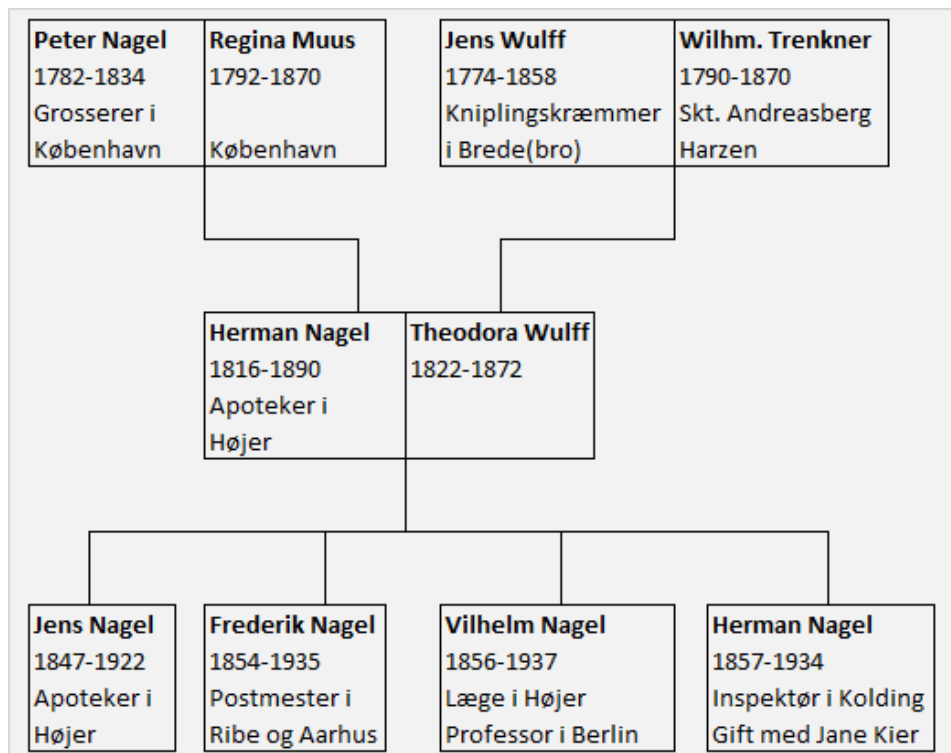 Peter Nagel
1782-1834
Grosserer i
København
Regina Muus
1792-1870
København
Jens Wulff
1774-1858
Kniplingskræmmer
i Brede(bro)
Wilhm. Trenkner
1790-1870
Skt. Andreasberg
Harzen
Herman Nagel
1816-1890
Apoteker i
Højer
Theodora Wulff
1822-1872
Jens Nagel
1847-1922
Apoteker i
Højer
Frederik Nagel
1854-1935
Postmester i
Ribe og Aarhus
Vilhelm Nagel
1856-1937
Læge i Højer
Professor i Berlin
Herman Nagel
1857-1934
Inspektør i Kolding
Gift med Jane Kier